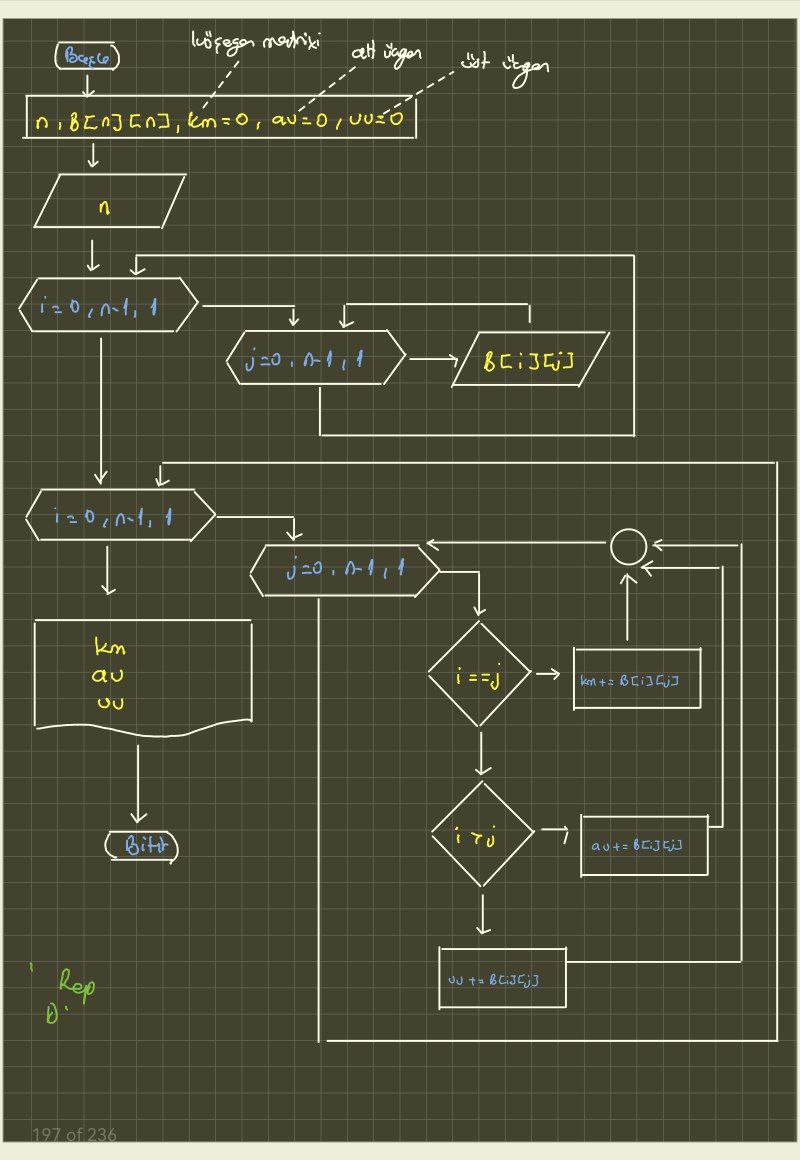 Başla
köşegen matrixi
alt üçgen
üst üçgen
n, B[n][n], km=0, au=0, uu=0
n
i=0, n-1, 1
j=0, n-1, 1
B[i][j]
i=0, n-1, 1
j=0, n-1, 1
km
au
uu
i==j
km += B[i][j]
i>j
au += B[i][j]
Bitir
uu += B[i][j]
Rep
D
197 of 236